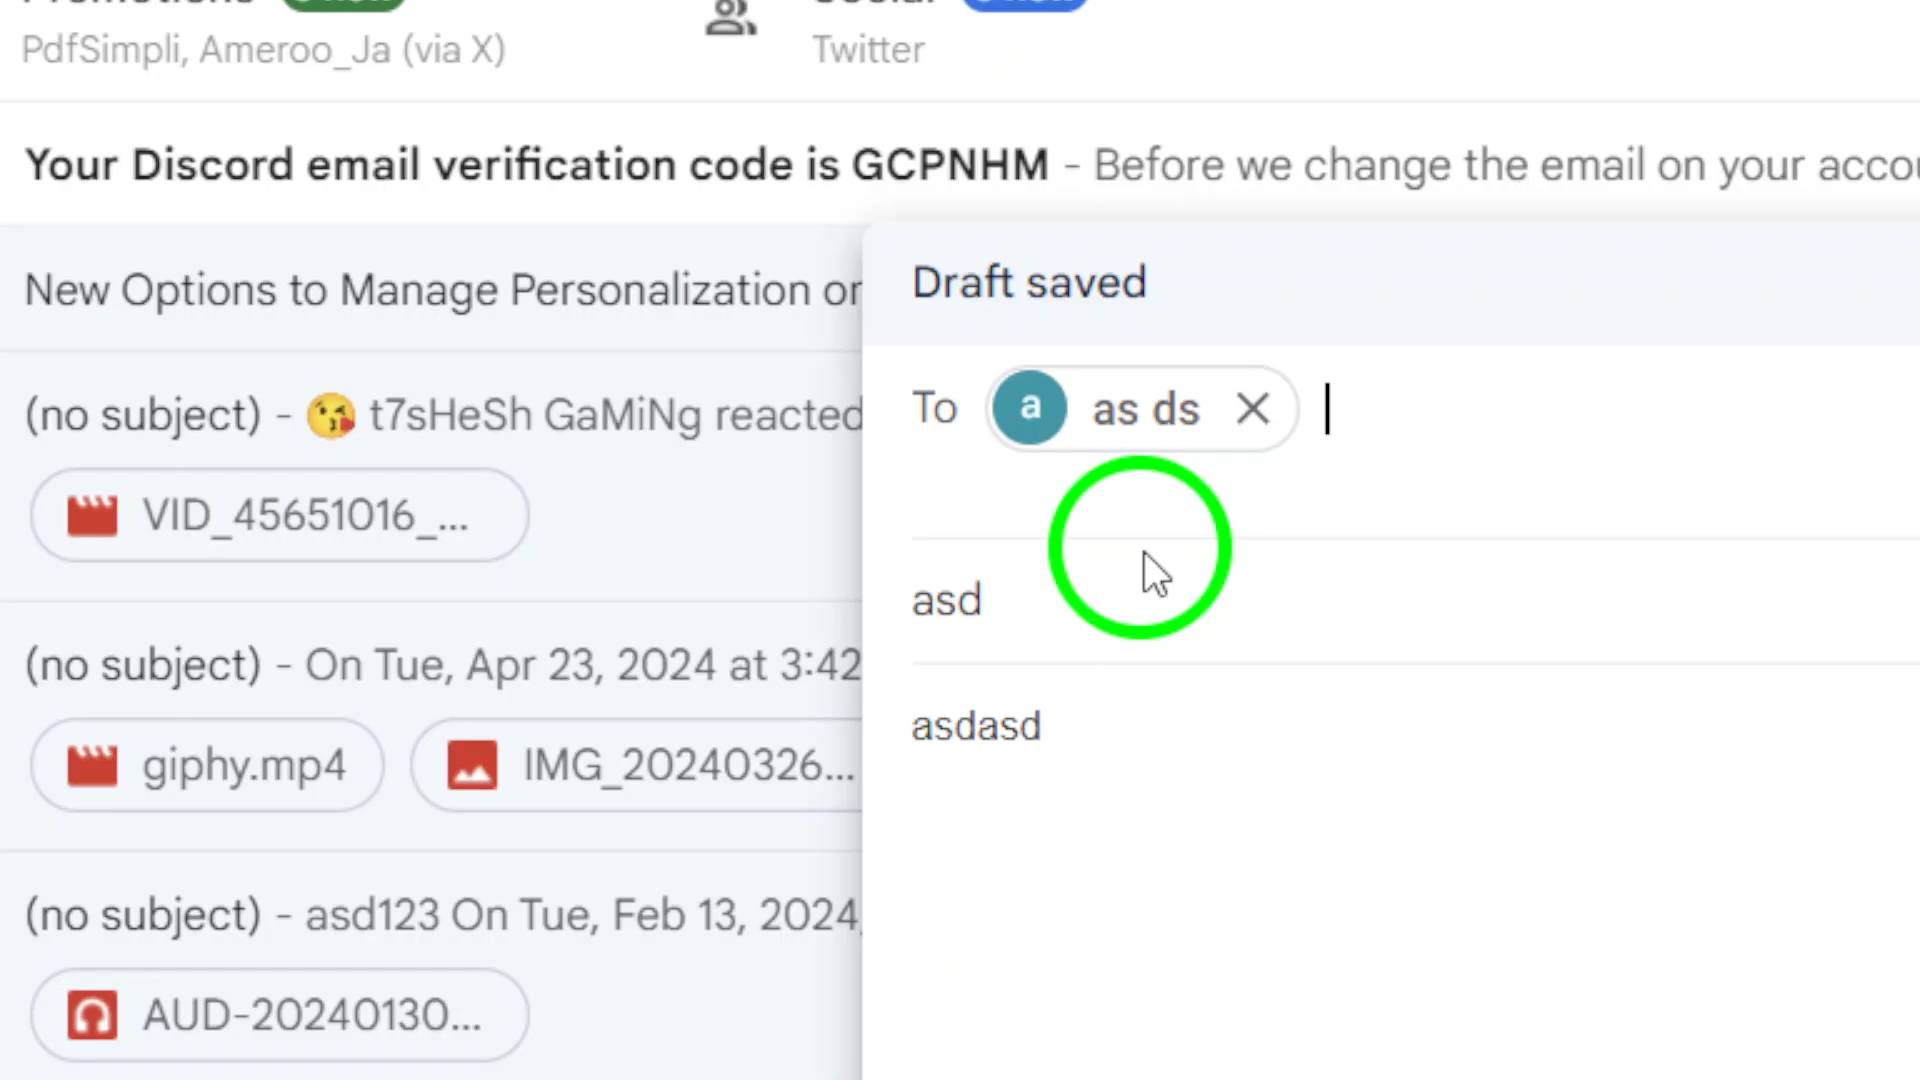 PdfSimpli, Ameroo_Ja (via X)
Twitter
Your Discord email verification code is GCPNHM - Before we change the email on your
New Options to Manage Personalization
(no subject) - 😘 t7sHeSh GaMiNg reacted
VID_45651016_...
(no subject) - On Tue, Apr 23, 2024 at 3:42
giphy.mp4
IMG_20240326...
(no subject) - asd123 On Tue, Feb 13, 2024,
AUD-20240130...
Draft saved
To a as ds
asd
asdasd